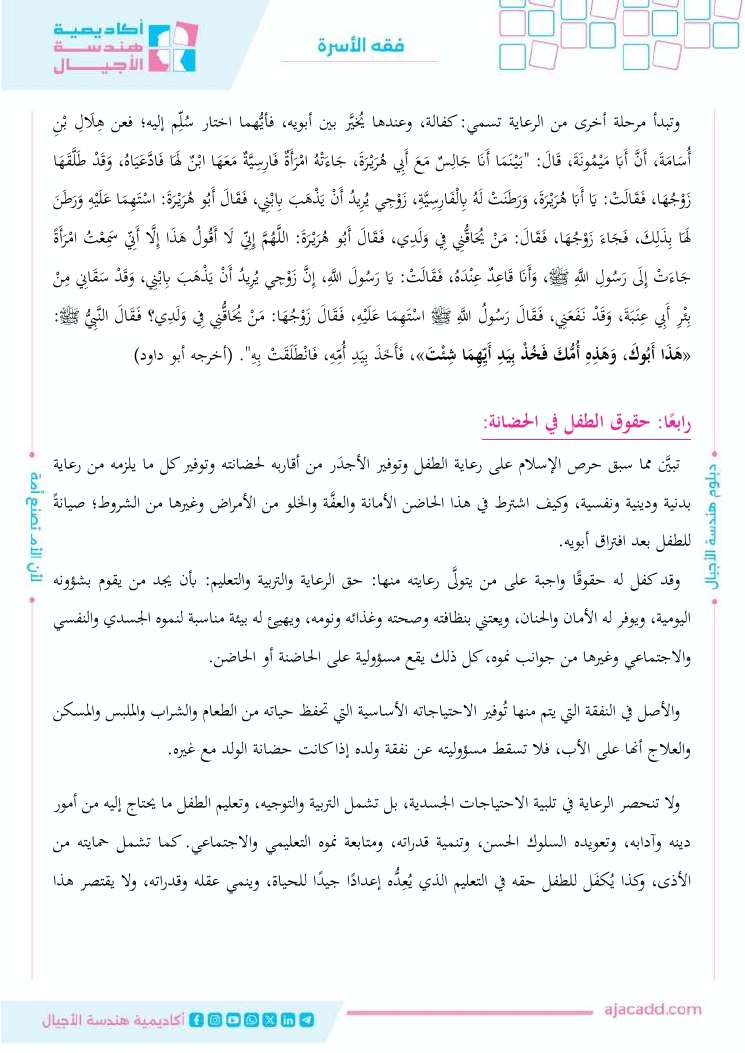 أكاديمية
هندسة
الأجيال
فقه الأسرة
وتبدأ مرحلة أخرى من الرعاية تسمي: كفالة، وعندها يُخيَّر بين أبويه، فأيُّهما اختار سُلِّم إليه؛ فعن هِلَالِ بْنِ
أُسَامَةَ، أَنَّ أَبَا مَيْمُونَةَ، قَالَ: "بَيْنَمَا أَنَا جَالِسٌ مَعَ أَبِي هُرَيْرَةَ، جَاءَتْهُ امْرَأَةٌ فَارِسِيَّةٌ مَعَهَا ابْنٌ لَهَا فَادَّعَيَاهُ، وَقَدْ طَلَّقَهَا
زَوْجُهَا، فَقَالَتْ: يَا أَبَا هُرَيْرَةَ، وَرَطَنَتْ لَهُ بِالْفَارِسِيَّةِ، زَوْجِي يُرِيدُ أَنْ يَذْهَبَ بِابْنِي، فَقَالَ أَبُو هُرَيْرَةَ: اسْتَهِمَا عَلَيْهِ وَرَطَنَ
لَهَا بِذَلِكَ، فَجَاءَ زَوْجُهَا، فَقَالَ: مَنْ يُحَاقُّنِي فِي وَلَدِي، فَقَالَ أَبُو هُرَيْرَةَ: اللَّهُمَّ إِنِّي لَا أَقُولُ هَذَا إِلَّا أَنِّي سَمِعْتُ امْرَأَةً
جَاءَتْ إِلَى رَسُولِ اللَّهِ ﷺ، وَأَنَا قَاعِدٌ عِنْدَهُ، فَقَالَتْ: يَا رَسُولَ اللَّهِ، إِنَّ زَوْجِي يُرِيدُ أَنْ يَذْهَبَ بِابْنِي، وَقَدْ سَقَانِي مِنْ
بِئْرِ أَبِي عِنَبَةَ، وَقَدْ نَفَعَنِي، فَقَالَ رَسُولُ اللَّهِ ﷺ اسْتَهِمَا عَلَيْهِ، فَقَالَ زَوْجُهَا: مَنْ يُحَاقُّنِي فِي وَلَدِي؟ فَقَالَ النَّبِيُّ ﷺ:
«هَذَا أَبُوكَ، وَهَذِهِ أُمُّكَ فَخُذْ بِيَدِ أَيِّهِمَا شِئْتَ»، فَأَخَذَ بِيَدِ أُمِّهِ، فَانْطَلَقَتْ بِهِ". (أخرجه أبو داود)
رابعًا: حقوق الطفل في الحضانة:
تبيَّن مما سبق حرص الإسلام على رعاية الطفل وتوفير الأجدَر من أقاربه لحضانته وتوفير كل ما يلزمه من رعاية
بدنية ودينية ونفسية، وكيف اشترط في هذا الحاضن الأمانة والعفَّة والخلو من الأمراض وغيرها من الشروط؛ صيانةً
للطفل بعد افتراق أبويه.
وقد كفل له حقوقًا واجبة على من يتولَّى رعايته منها: حق الرعاية والتربية والتعليم: بأن يجد من يقوم بشؤونه
اليومية، ويوفر له الأمان والحنان، ويعتني بنظافته وصحته وغذائه ونومه، ويهيئ له بيئة مناسبة لنموه الجسدي والنفسي
والاجتماعي وغيرها من جوانب نموه، كل ذلك يقع مسؤولية على الحاضنة أو الحاضن.
والأصل في النفقة التي يتم منها تُوفير الاحتياجاته الأساسية التي تحفظ حياته من الطعام والشراب والملبس والمسكن
والعلاج أنها على الأب، فلا تسقط مسؤوليته عن نفقة ولده إذا كانت حضانة الولد مع غيره.
ولا تنحصر الرعاية في تلبية الاحتياجات الجسدية، بل تشمل التربية والتوجيه، وتعليم الطفل ما يحتاج إليه من أمور
دينه وآدابه، وتعويده السلوك الحسن، وتنمية قدراته، ومتابعة نموه التعليمي والاجتماعي. كما تشمل حمايته من
الأذى، وكذا يُكفَل للطفل حقه في التعليم الذي يُعِدُّه إعدادًا جيدًا للحياة، وينمي عقله وقدراته، ولا يقتصر هذا
دبلوم هندسة الأجيال
لأن الأم تصنع أمة
أكاديمية هندسة الأجيال
ajacadd.com